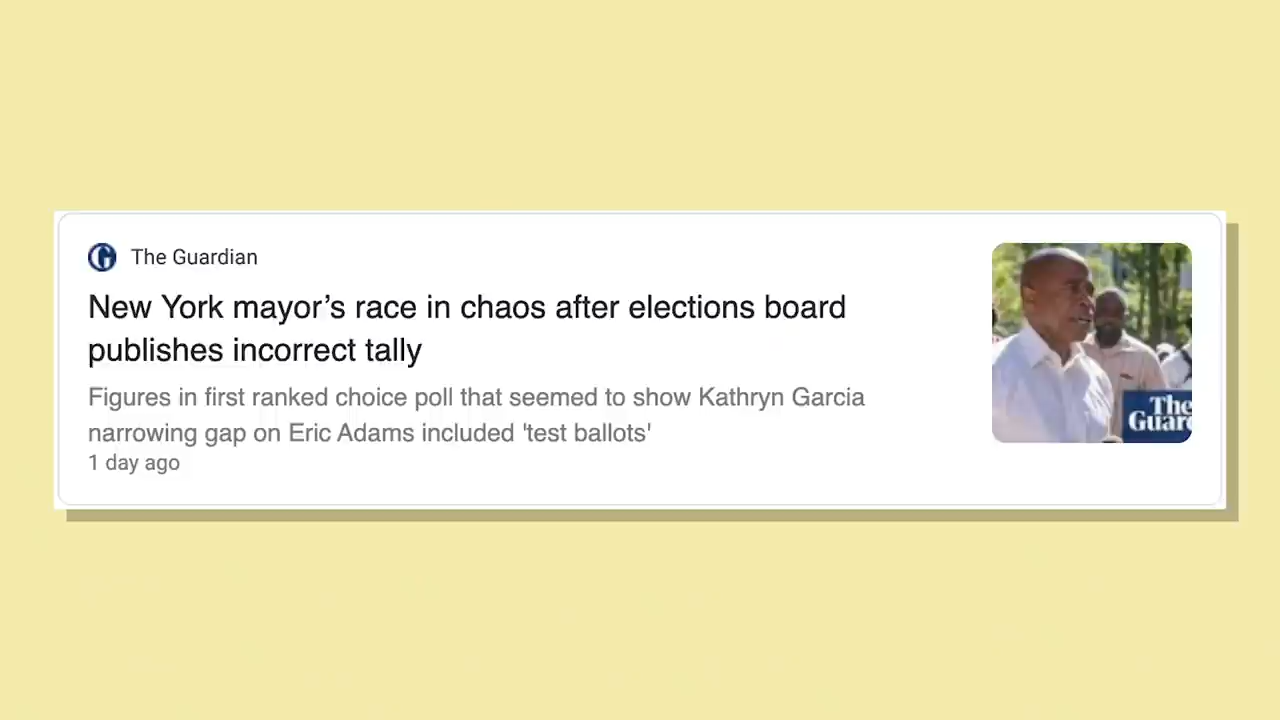 The Guardian
New York mayor’s race in chaos after elections board
publishes incorrect tally
Figures in first ranked choice poll that seemed to show Kathryn Garcia
narrowing gap on Eric Adams included 'test ballots'
1 day ago
The